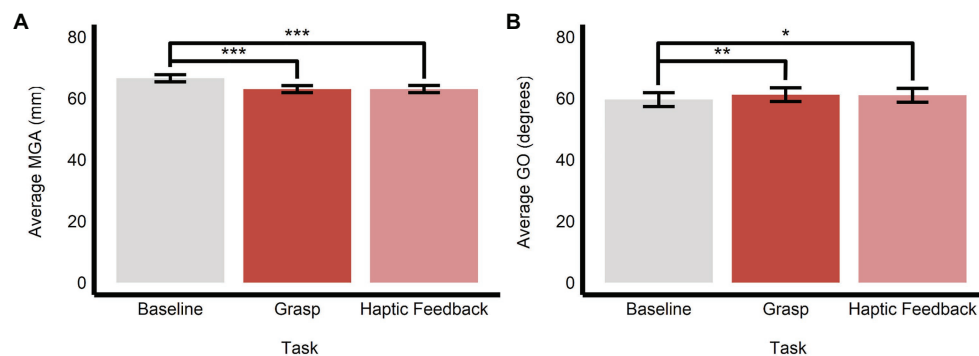 A
80
60
40
20
0
Average MGA (mm)
***
***
Baseline
Grasp
Haptic Feedback
Task
B
80
60
40
20
0
Average GO (degrees)
*
**
Baseline
Grasp
Haptic Feedback
Task